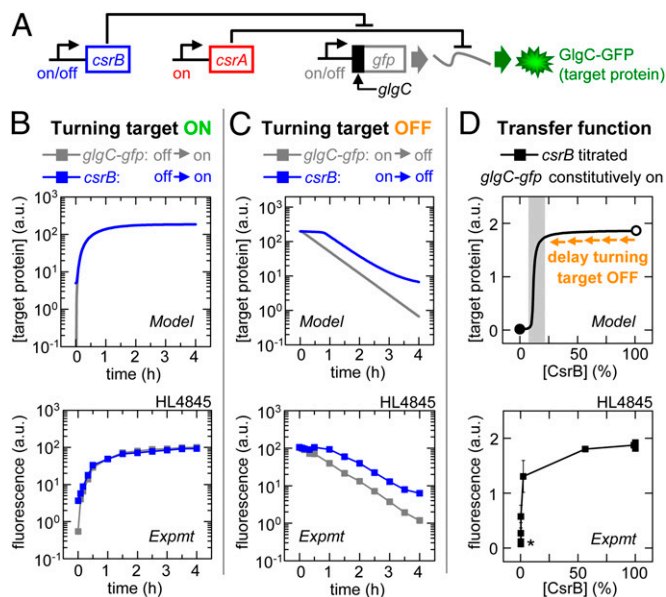 A
csrB
csrA
gfp
on/off
on
on/off
glgC
GlgC-GFP
(target protein)
B Turning target ON
glgC-gfp: off on
csrB: off on
[target protein] (a.u.)
10³
10²
10¹
10⁰
10⁻¹
Model
0 1 2 3 4
time (h)
HL4845
fluorescence (a.u.)
10³
10²
10¹
10⁰
10⁻¹
Expmt
0 1 2 3 4
time (h)
C Turning target OFF
glgC-gfp: on off
csrB: on off
[target protein] (a.u.)
10³
10²
10¹
10⁰
10⁻¹
Model
0 1 2 3 4
time (h)
fluorescence (a.u.)
10³
10²
10¹
10⁰
10⁻¹
Expmt
0 1 2 3 4
time (h)
D Transfer function
csrB titrated
glgC-gfp constitutively on
[target protein] (a.u.)
2
1
0
delay turning
target OFF
Model
0 50 100
[CsrB] (%)
HL4845
fluorescence (a.u.)
2
1
0
*
Expmt
0 50 100
[CsrB] (%)